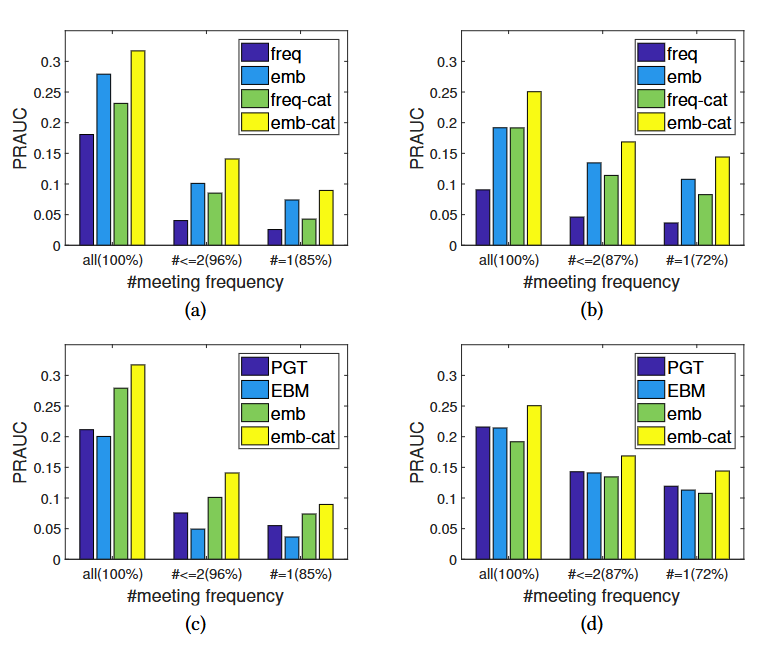 PRAUC
0.3
0.25
0.2
0.15
0.1
0.05
0
freq
emb
freq-cat
emb-cat
all(100%) #<=2(96%) #=1(85%)
#meeting frequency
(a)
PRAUC
0.3
0.25
0.2
0.15
0.1
0.05
0
freq
emb
freq-cat
emb-cat
all(100%) #<=2(87%) #=1(72%)
#meeting frequency
(b)
PRAUC
0.3
0.25
0.2
0.15
0.1
0.05
0
PGT
EBM
emb
emb-cat
all(100%) #<=2(96%) #=1(85%)
#meeting frequency
(c)
PRAUC
0.3
0.25
0.2
0.15
0.1
0.05
0
PGT
EBM
emb
emb-cat
all(100%) #<=2(87%) #=1(72%)
#meeting frequency
(d)